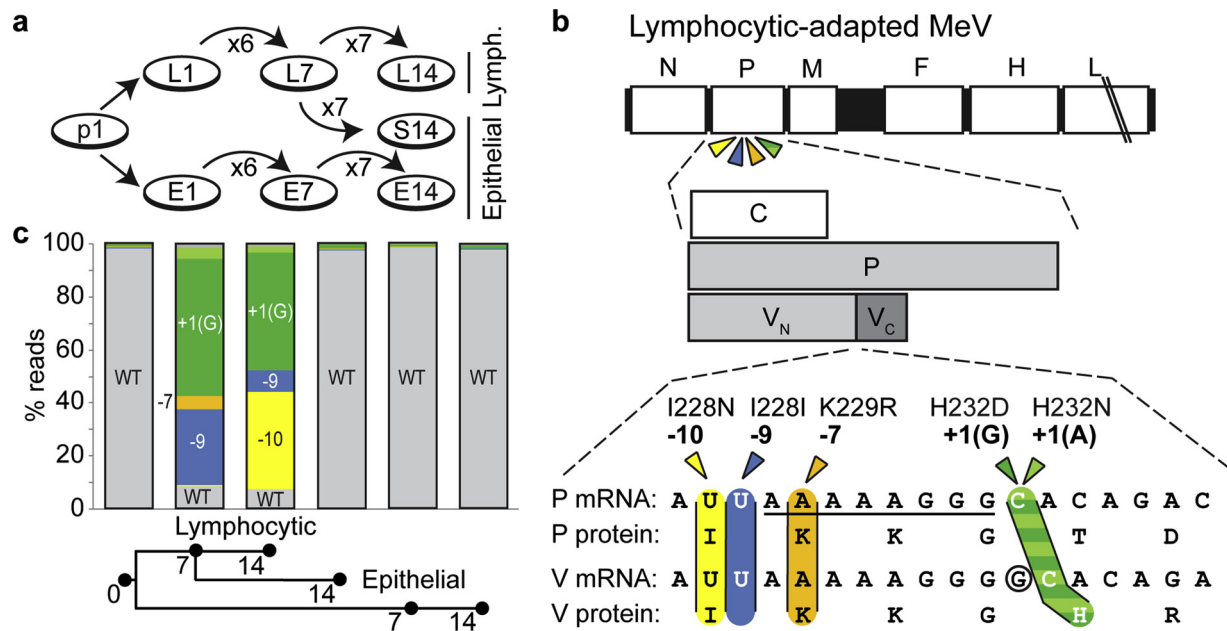 a
L1 x6 L7 x7 L14 Lymph.
p1 x7 S14
E1 x6 E7 x7 E14 Epithelial
b Lymphocytic-adapted MeV
N P M F H L
C
P
VN VC
I228N I228I K229R H232D H232N
-10 -9 -7 +1(G) +1(A)
P mRNA: A U U A A A A A G G G C A C A G A C
P protein: I K K G T D
V mRNA: A U U A A A A A G G G G C A C A G A
V protein: I K K G H R
c
% reads
100
80
60
40
20
0
WT
+1(G) -7 -9 WT
+1(G) -9 -10 WT
WT
WT
WT
Lymphocytic
7 14
0 14 Epithelial
7 14